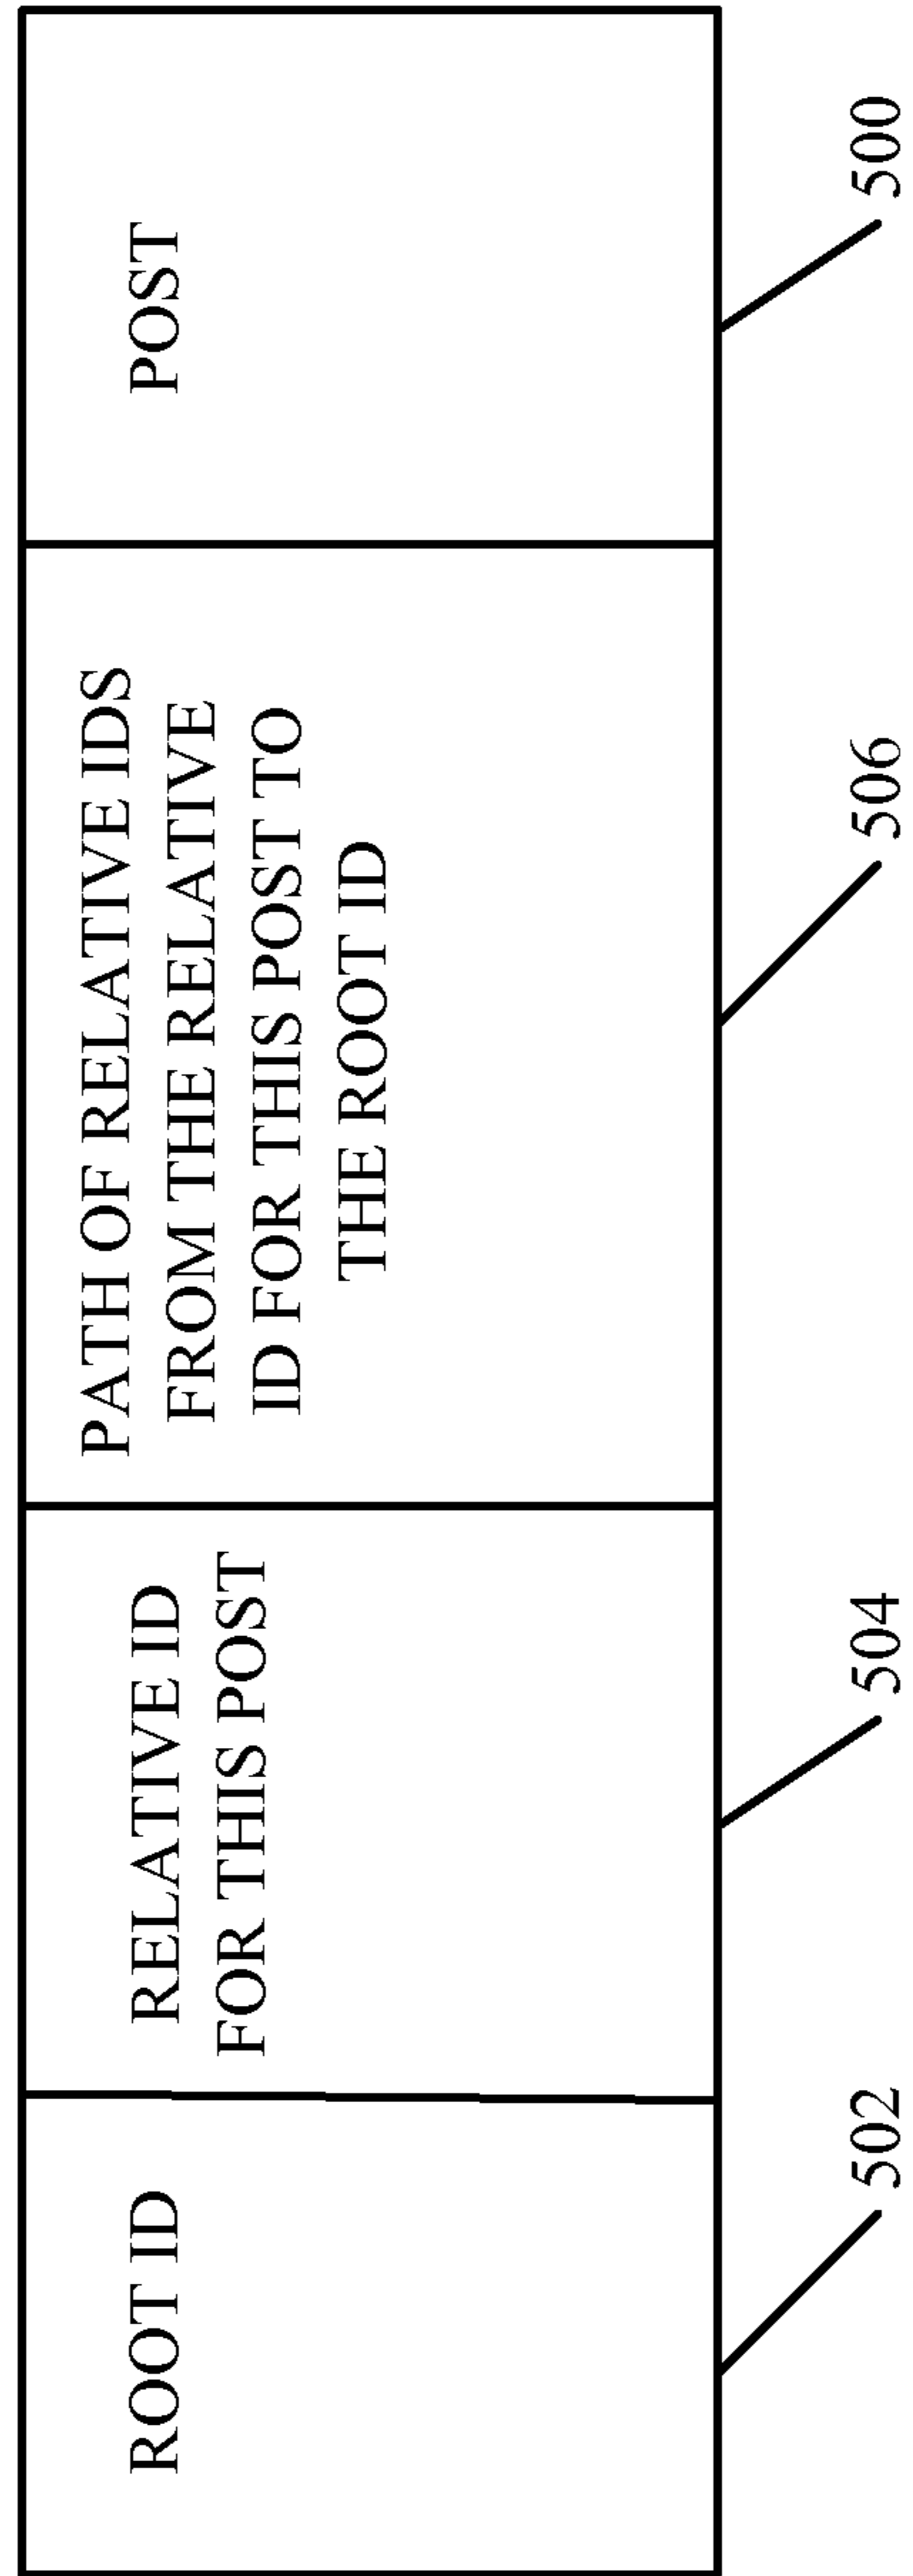 ROOT ID
RELATIVE ID
FOR THIS POST
PATH OF RELATIVE IDS
FROM THE RELATIVE
ID FOR THIS POST TO
THE ROOT ID
POST
502
504
506
500